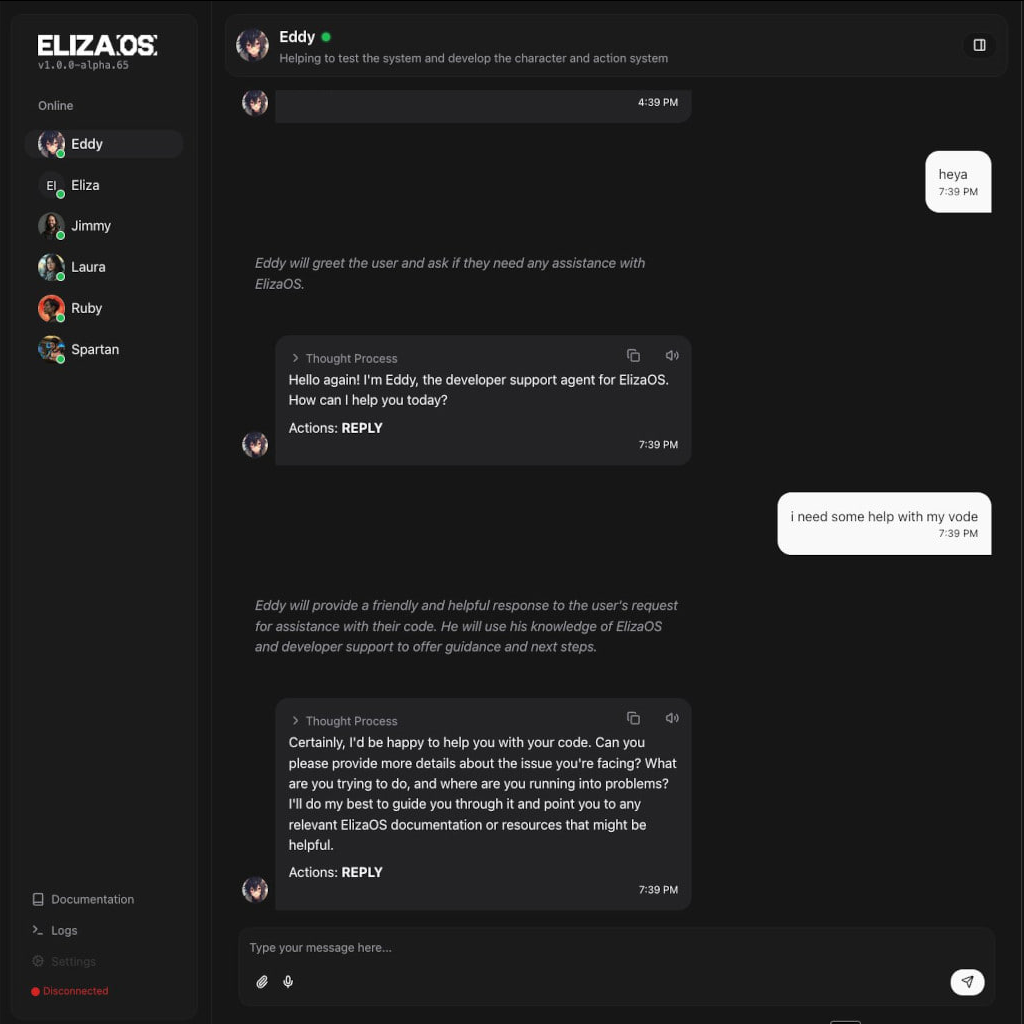 ELIZA OS
v1.0.0-alpha.65
Online
Eddy
El Eliza
Jimmy
Laura
Ruby
Spartan
Documentation
Logs
Settings
Disconnected
Eddy
Helping to test the system and develop the character and action system
4:39 PM
heya
7:39 PM
Eddy will greet the user and ask if they need any assistance with
ElizaOS.
Thought Process
Hello again! I'm Eddy, the developer support agent for ElizaOS.
How can I help you today?
Actions: REPLY
7:39 PM
i need some help with my vode
7:39 PM
Eddy will provide a friendly and helpful response to the user's request
for assistance with their code. He will use his knowledge of ElizaOS
and developer support to offer guidance and next steps.
Thought Process
Certainly, I'd be happy to help you with your code. Can you
please provide more details about the issue you're facing? What
are you trying to do, and where are you running into problems?
I'll do my best to guide you through it and point you to any
relevant ElizaOS documentation or resources that might be
helpful.
Actions: REPLY
7:39 PM
Type your message here...